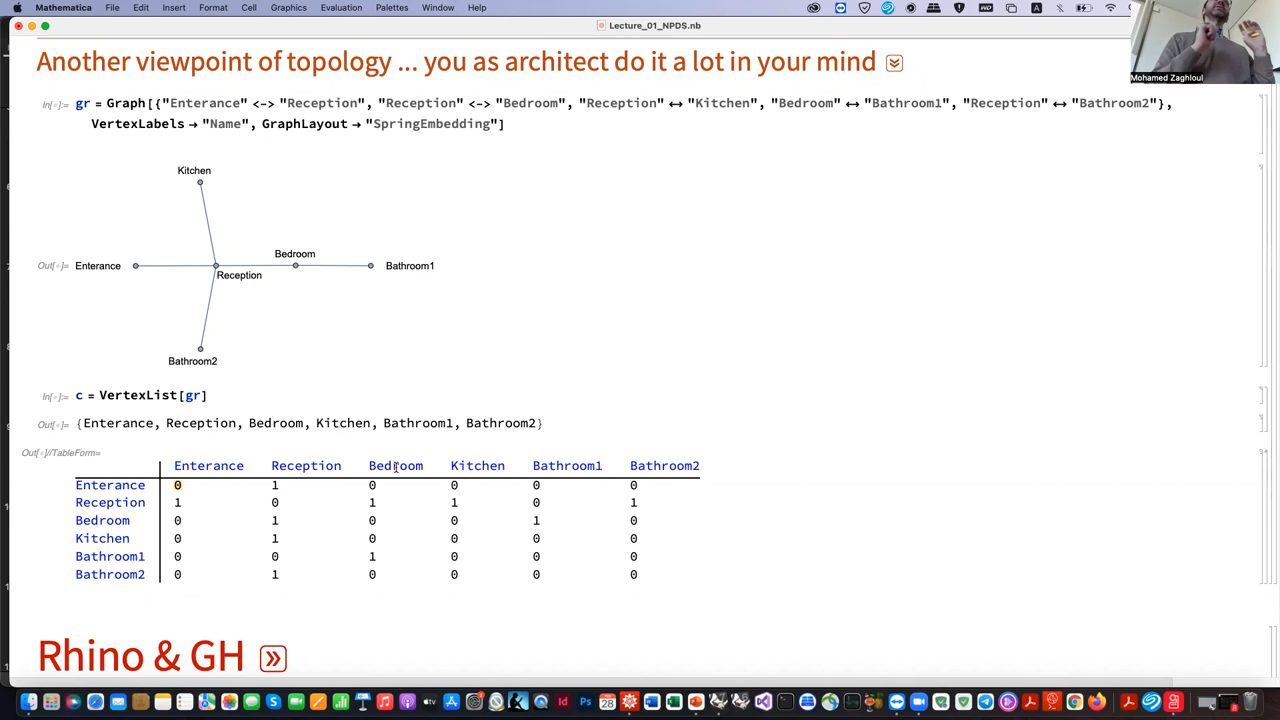 Mathematica File Edit Insert Format Cell Graphics Evaluation Palettes Window Help
Lecture_01_NPDS.nb
Mohamed Zaghloul
Another viewpoint of topology ... you as architect do it a lot in your mind
In[◦]:= gr = Graph[{"Enterance" <-> "Reception", "Reception" <-> "Bedroom", "Reception" ↔ "Kitchen", "Bedroom" ↔ "Bathroom1", "Reception" ↔ "Bathroom2"},
VertexLabels → "Name", GraphLayout → "SpringEmbedding"]
Kitchen
Bedroom
Out[◦]= Enterance Bathroom1
Reception
Bathroom2
In[◦]:= c = VertexList[gr]
Out[◦]= {Enterance, Reception, Bedroom, Kitchen, Bathroom1, Bathroom2}
Out[◦]//TableForm=
Enterance Reception Bedroom Kitchen Bathroom1 Bathroom2
Enterance 0 1 0 0 0 0
Reception 1 0 1 1 0 1
Bedroom 0 1 0 0 1 0
Kitchen 0 1 0 0 0 0
Bathroom1 0 0 1 0 0 0
Bathroom2 0 1 0 0 0 0
Rhino & GH